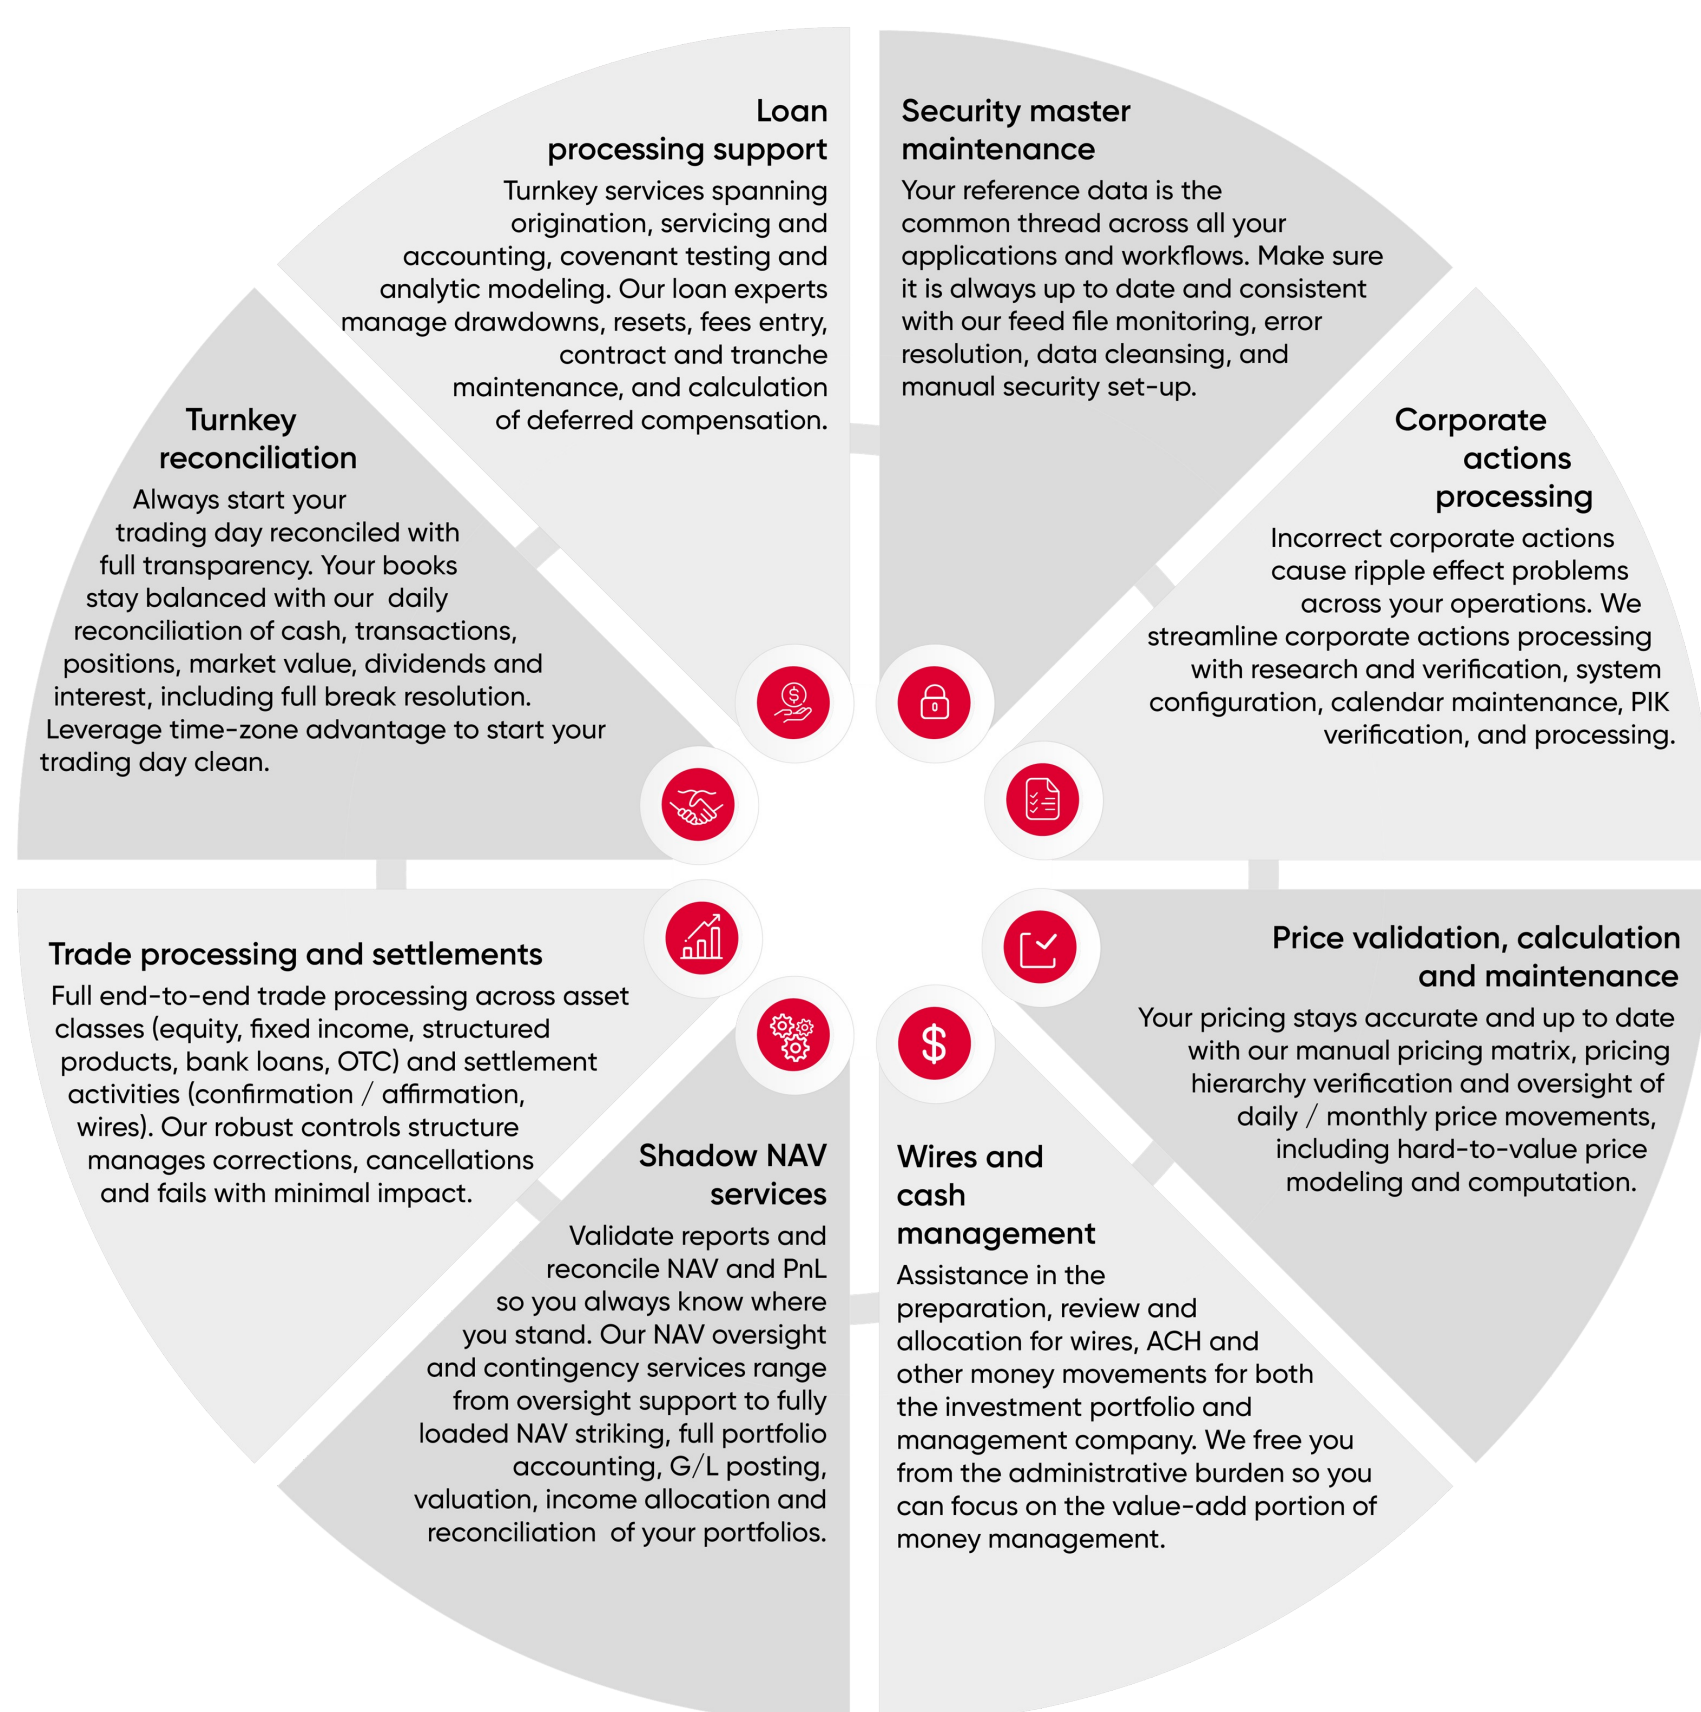 Loan
processing support
Turnkey services spanning
origination, servicing and
accounting, covenant testing and
analytic modeling. Our loan experts
manage drawdowns, resets, fees entry,
contract and tranche
maintenance, and calculation
of deferred compensation.
Security master
maintenance
Your reference data is the
common thread across all your
applications and workflows. Make sure
it is always up to date and consistent
with our feed file monitoring, error
resolution, data cleansing, and
manual security set-up.
Turnkey
reconciliation
Always start your
trading day reconciled with
full transparency. Your books
stay balanced with our  daily
reconciliation of cash, transactions,
positions, market value, dividends and
interest, including full break resolution.
Leverage time-zone advantage to start your
trading day clean.
Corporate
actions
processing
Incorrect corporate actions
cause ripple effect problems
across your operations. We
streamline corporate actions processing
with research and verification, system
configuration, calendar maintenance, PIK
verification, and processing.
Trade processing and settlements
Full end-to-end trade processing across asset
classes (equity, fixed income, structured
products, bank loans, OTC) and settlement
activities (confirmation / affirmation,
wires). Our robust controls structure
manages corrections, cancellations
and fails with minimal impact.
Price validation, calculation
and maintenance
Your pricing stays accurate and up to date
with our manual pricing matrix, pricing
hierarchy verification and oversight of
daily / monthly price movements,
including hard-to-value price
modeling and computation.
Shadow NAV
services
Validate reports and
reconcile NAV and PnL
so you always know where
you stand. Our NAV oversight
and contingency services range
from oversight support to fully
loaded NAV striking, full portfolio
accounting, G/L posting,
valuation, income allocation and
reconciliation  of your portfolios.
Wires and
cash
management
Assistance in the
preparation, review and
allocation for wires, ACH and
other money movements for both
the investment portfolio and
management company. We free you
from the administrative burden so you
can focus on the value-add portion of
money management.